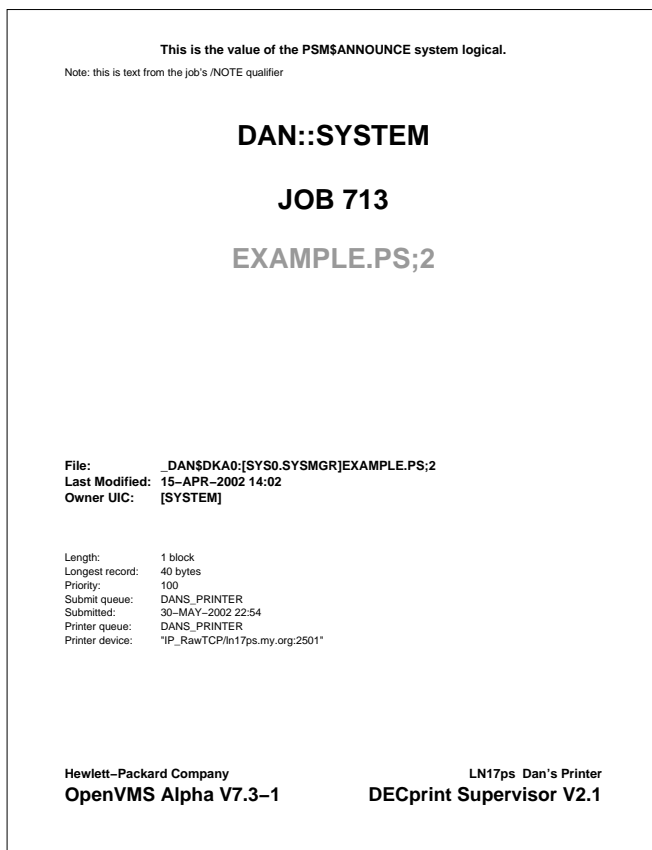 This is the value of the PSM$ANNOUNCE system logical.
Note: this is text from the job's /NOTE qualifier
DAN::SYSTEM
JOB 713
EXAMPLE.PS;2
File: _DAN$DKA0:[SYS0.SYSMGR]EXAMPLE.PS;2
Last Modified: 15−APR−2002 14:02
Owner UIC: [SYSTEM]
Length: 1 block
Longest record: 40 bytes
Priority: 100
Submit queue: DANS_PRINTER
Submitted: 30−MAY−2002 22:54
Printer queue: DANS_PRINTER
Printer device: "IP_RawTCP/ln17ps.my.org:2501"
Hewlett−Packard Company LN17ps Dan's Printer
OpenVMS Alpha V7.3−1 DECprint Supervisor V2.1